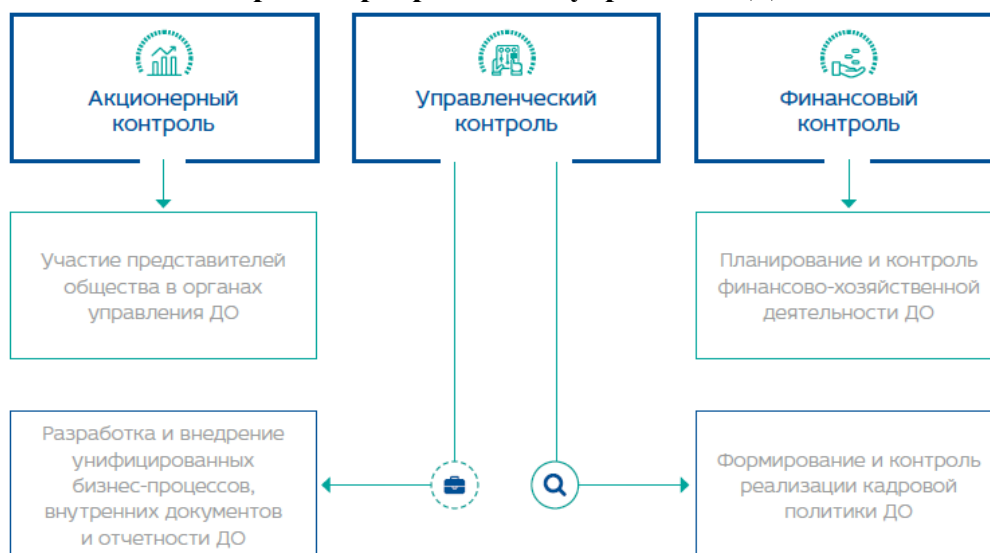 Акционерный
контроль
Управленческий
контроль
Финансовый
контроль
Участие представителей
общества в органах
управления ДО
Планирование и контроль
финансово-хозяйственной
деятельности ДО
Разработка и внедрение
унифицированных
бизнес-процессов,
внутренних документов
и отчетности ДО
Формирование и контроль
реализации кадровой
политики ДО